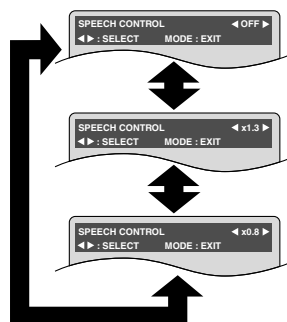 SPEECH CONTROL ◀ OFF ▶
◀ ▶ : SELECT MODE : EXIT
SPEECH CONTROL ◀ x1.3 ▶
◀ ▶ : SELECT MODE : EXIT
SPEECH CONTROL ◀ x0.8 ▶
◀ ▶ : SELECT MODE : EXIT